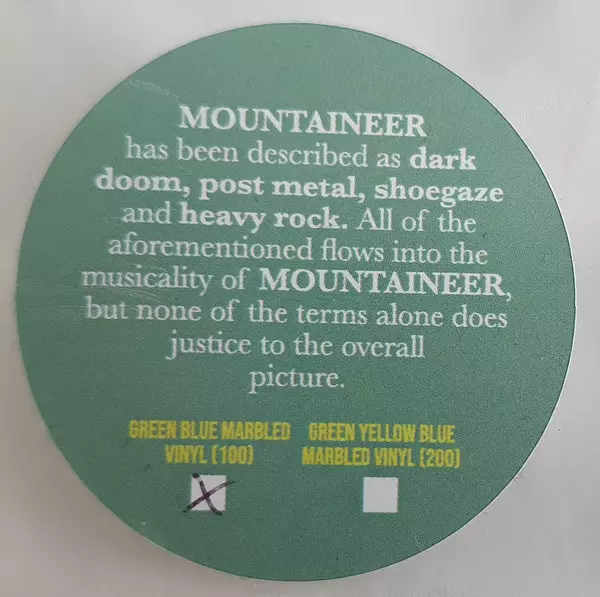 MOUNTAINEER
has been described as dark
doom, post metal, shoegaze
and heavy rock. All of the
aforementioned flows into the
musicality of MOUNTAINEER,
but none of the terms alone does
justice to the overall
picture.
GREEN BLUE MARBLED
VINYL (100)
GREEN YELLOW BLUE
MARBLED VINYL (200)